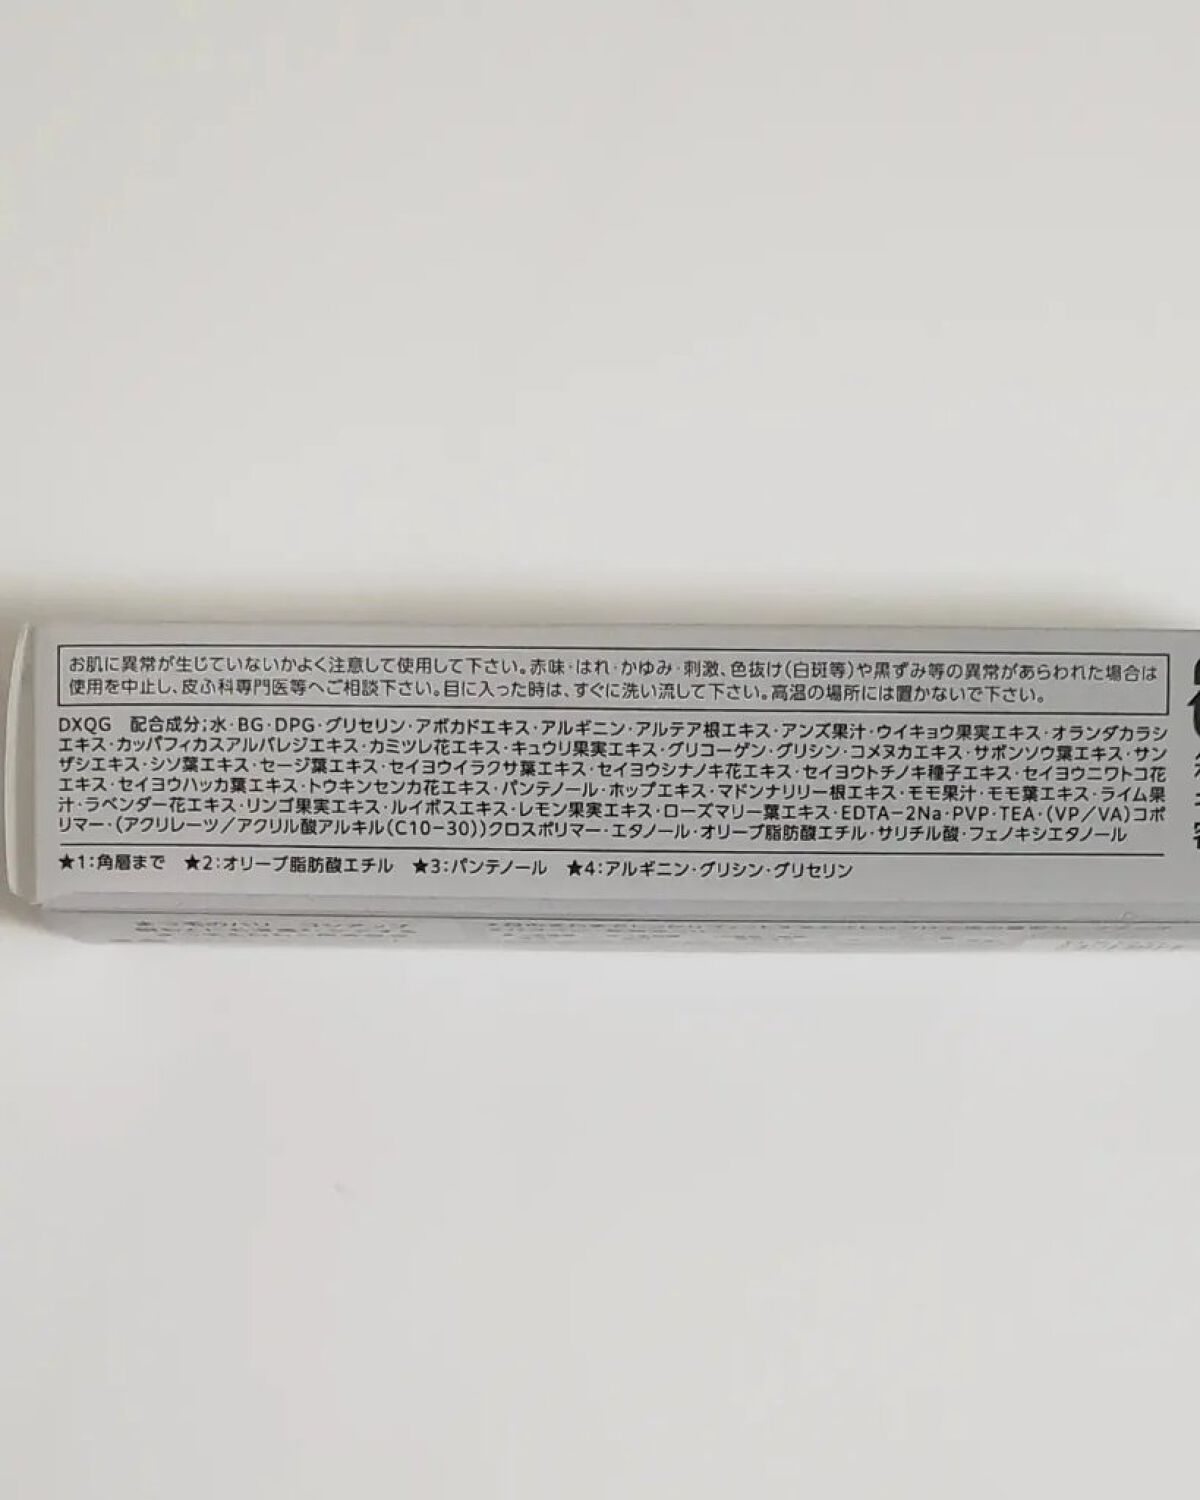 お肌に異常が生じていないかよく注意して使用して下さい。赤味・はれ・かゆみ・刺激、色抜け(白斑等)や黒ずみ等の異常があらわれた場合は
使用を中止し、皮ふ科専門医等へご相談下さい。目に入った時は、すぐに洗い流して下さい。高温の場所には置かないで下さい。
DXQG 配合成分;水・BG・DPG・グリセリン・アボカドエキス・アルギニン・アルテア根エキス・アンズ果汁・ウイキョウ果実エキス・オランダカラシ
エキス・カッパフィカスアルバレジエキス・カミツレ花エキス・キュウリ果実エキス・グリコーゲン・グリシン・コメヌカエキス・サボンソウ葉エキス・サン
ザシエキス・シソ葉エキス・セージ葉エキス・セイヨウイラクサ葉エキス・セイヨウシナノキ花エキス・セイヨウトチノキ種子エキス・セイヨウニワトコ花
エキス・セイヨウハッカ葉エキス・トウキンセンカ花エキス・パンテノール・ホップエキス・マドンナリリー根エキス・モモ果汁・モモ葉エキス・ライム果
汁・ラベンダー花エキス・リンゴ果実エキス・ルイボスエキス・レモン果実エキス・ローズマリー葉エキス・EDTA−2Na・PVP・TEA・(VP/VA)コポ
リマー・(アクリレーツ/アクリル酸アルキル(C10−30))クロスポリマー・エタノール・オリーブ脂肪酸エチル・サリチル酸・フェノキシエタノール
★1:角層まで ★2:オリーブ脂肪酸エチル ★3:パンテノール ★4:アルギニン・グリシン・グリセリン